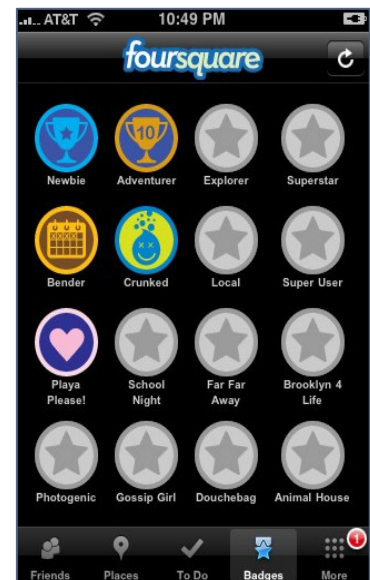 AT&T 10:49 PM
foursquare
10
Newbie Adventurer Explorer Superstar
Bender Crunked Local Super User
Playa School Far Far Brooklyn 4
Please! Night Away Life
Photogenic Gossip Girl Douchebag Animal House
1
Friends Places To Do Badges More